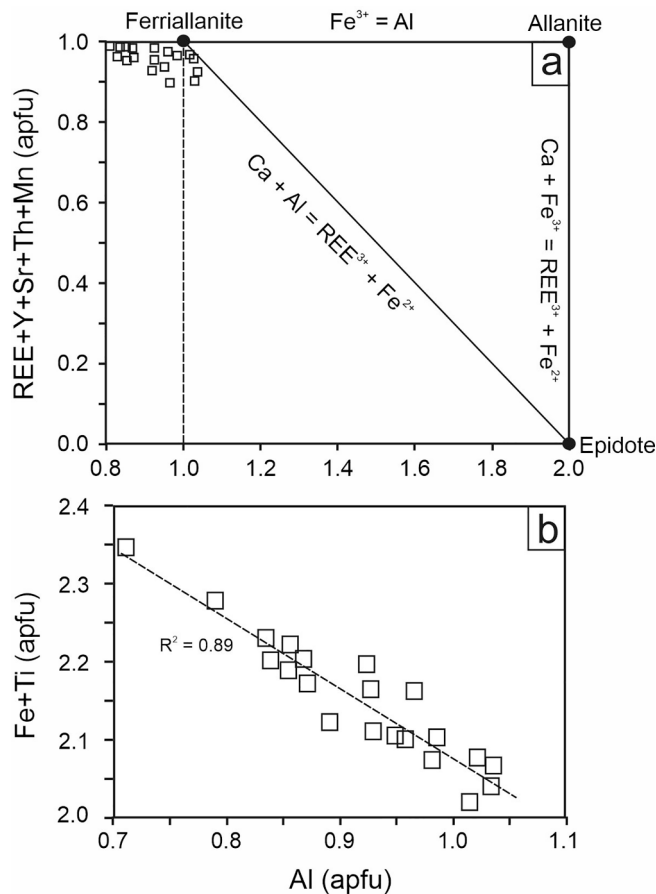 Ferriallanite
Fe³⁺ = Al
Allanite
a
1.0
0.8
0.6
0.4
0.2
0.0
REE+Y+Sr+Th+Mn (apfu)
Ca + Al = REE³⁺ + Fe²⁺
Ca + Fe³⁺ = REE³⁺ + Fe²⁺
Epidote
0.8 1.0 1.2 1.4 1.6 1.8 2.0
b
2.4
2.3
2.2
2.1
2.0
Fe+Ti (apfu)
R² = 0.89
0.7 0.8 0.9 1.0 1.1
Al (apfu)